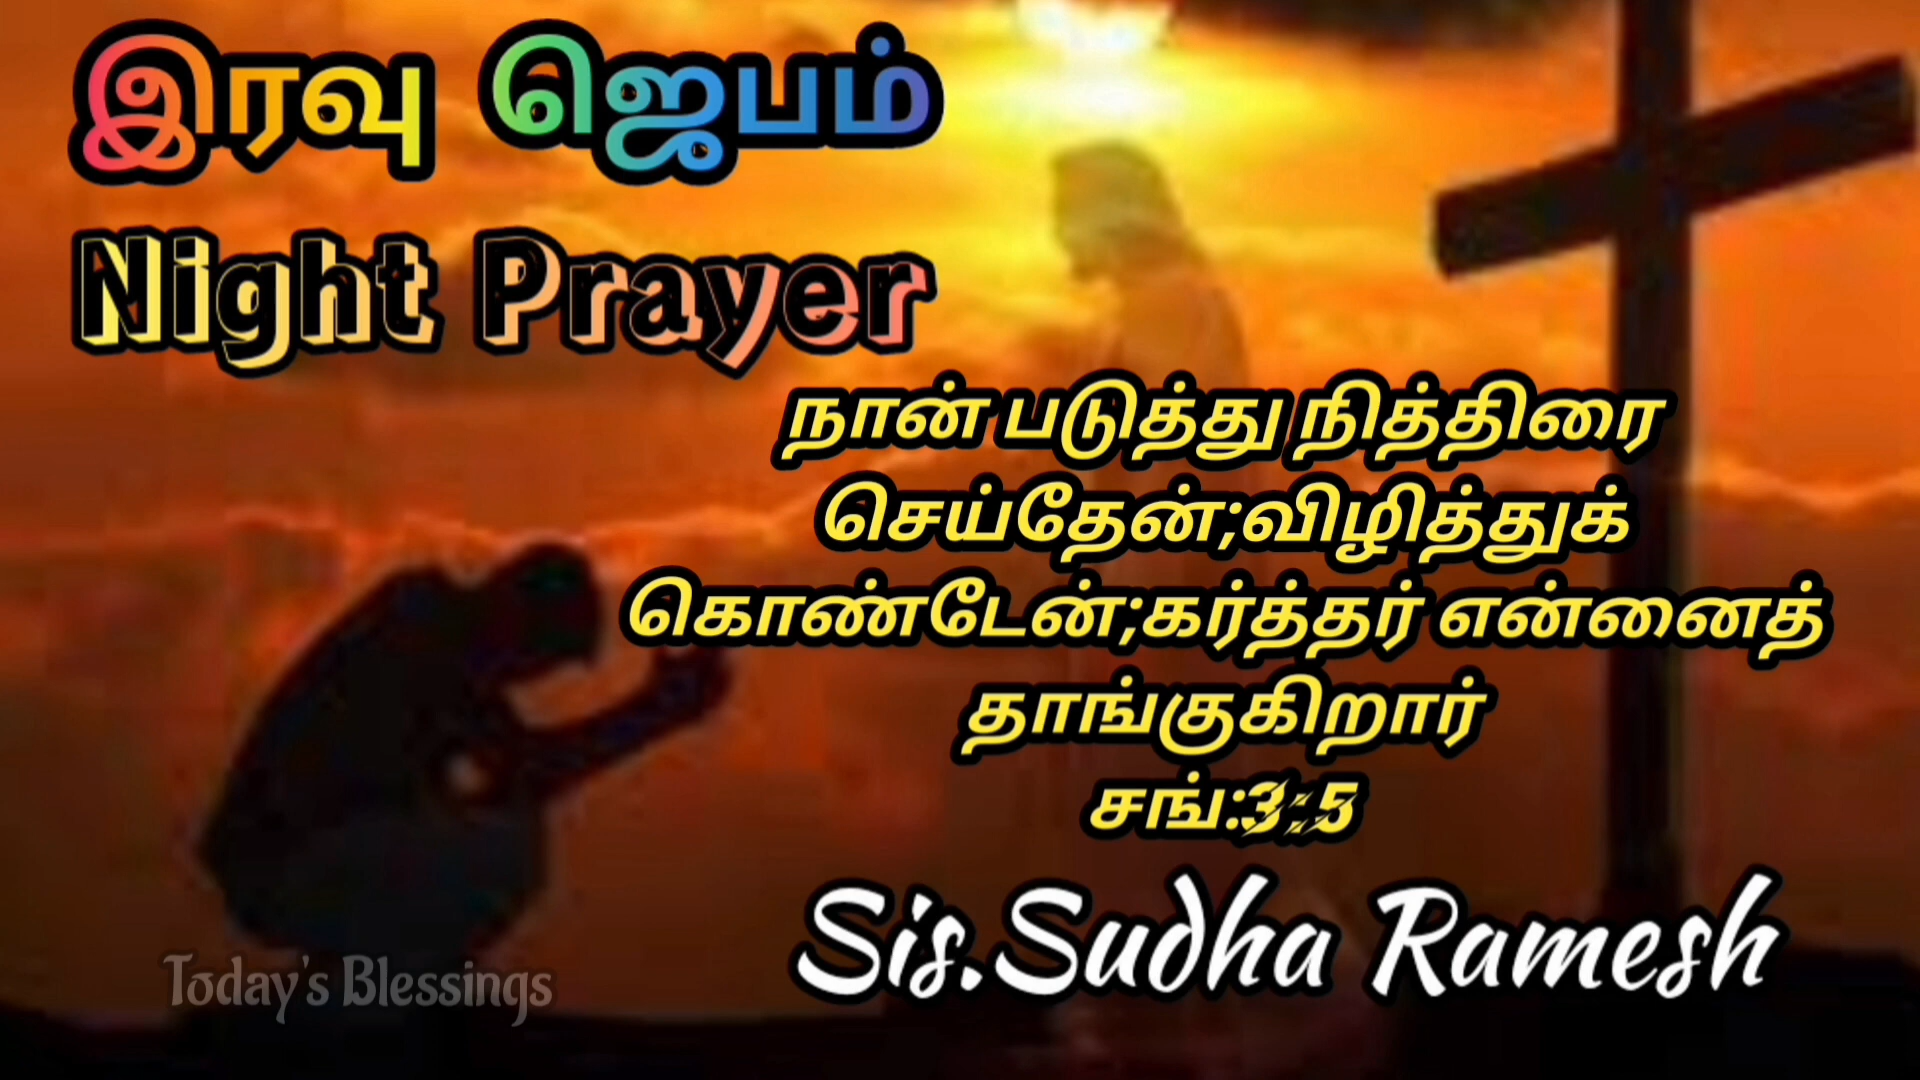 இரவு ஜெபம்
Night Prayer
நான் படுத்து நித்திரை
செய்தேன்;விழித்துக்
கொண்டேன்;கர்த்தர் என்னைத்
தாங்குகிறார்
சங்:3:5
Sis.Sudha Ramesh
Today's Blessings